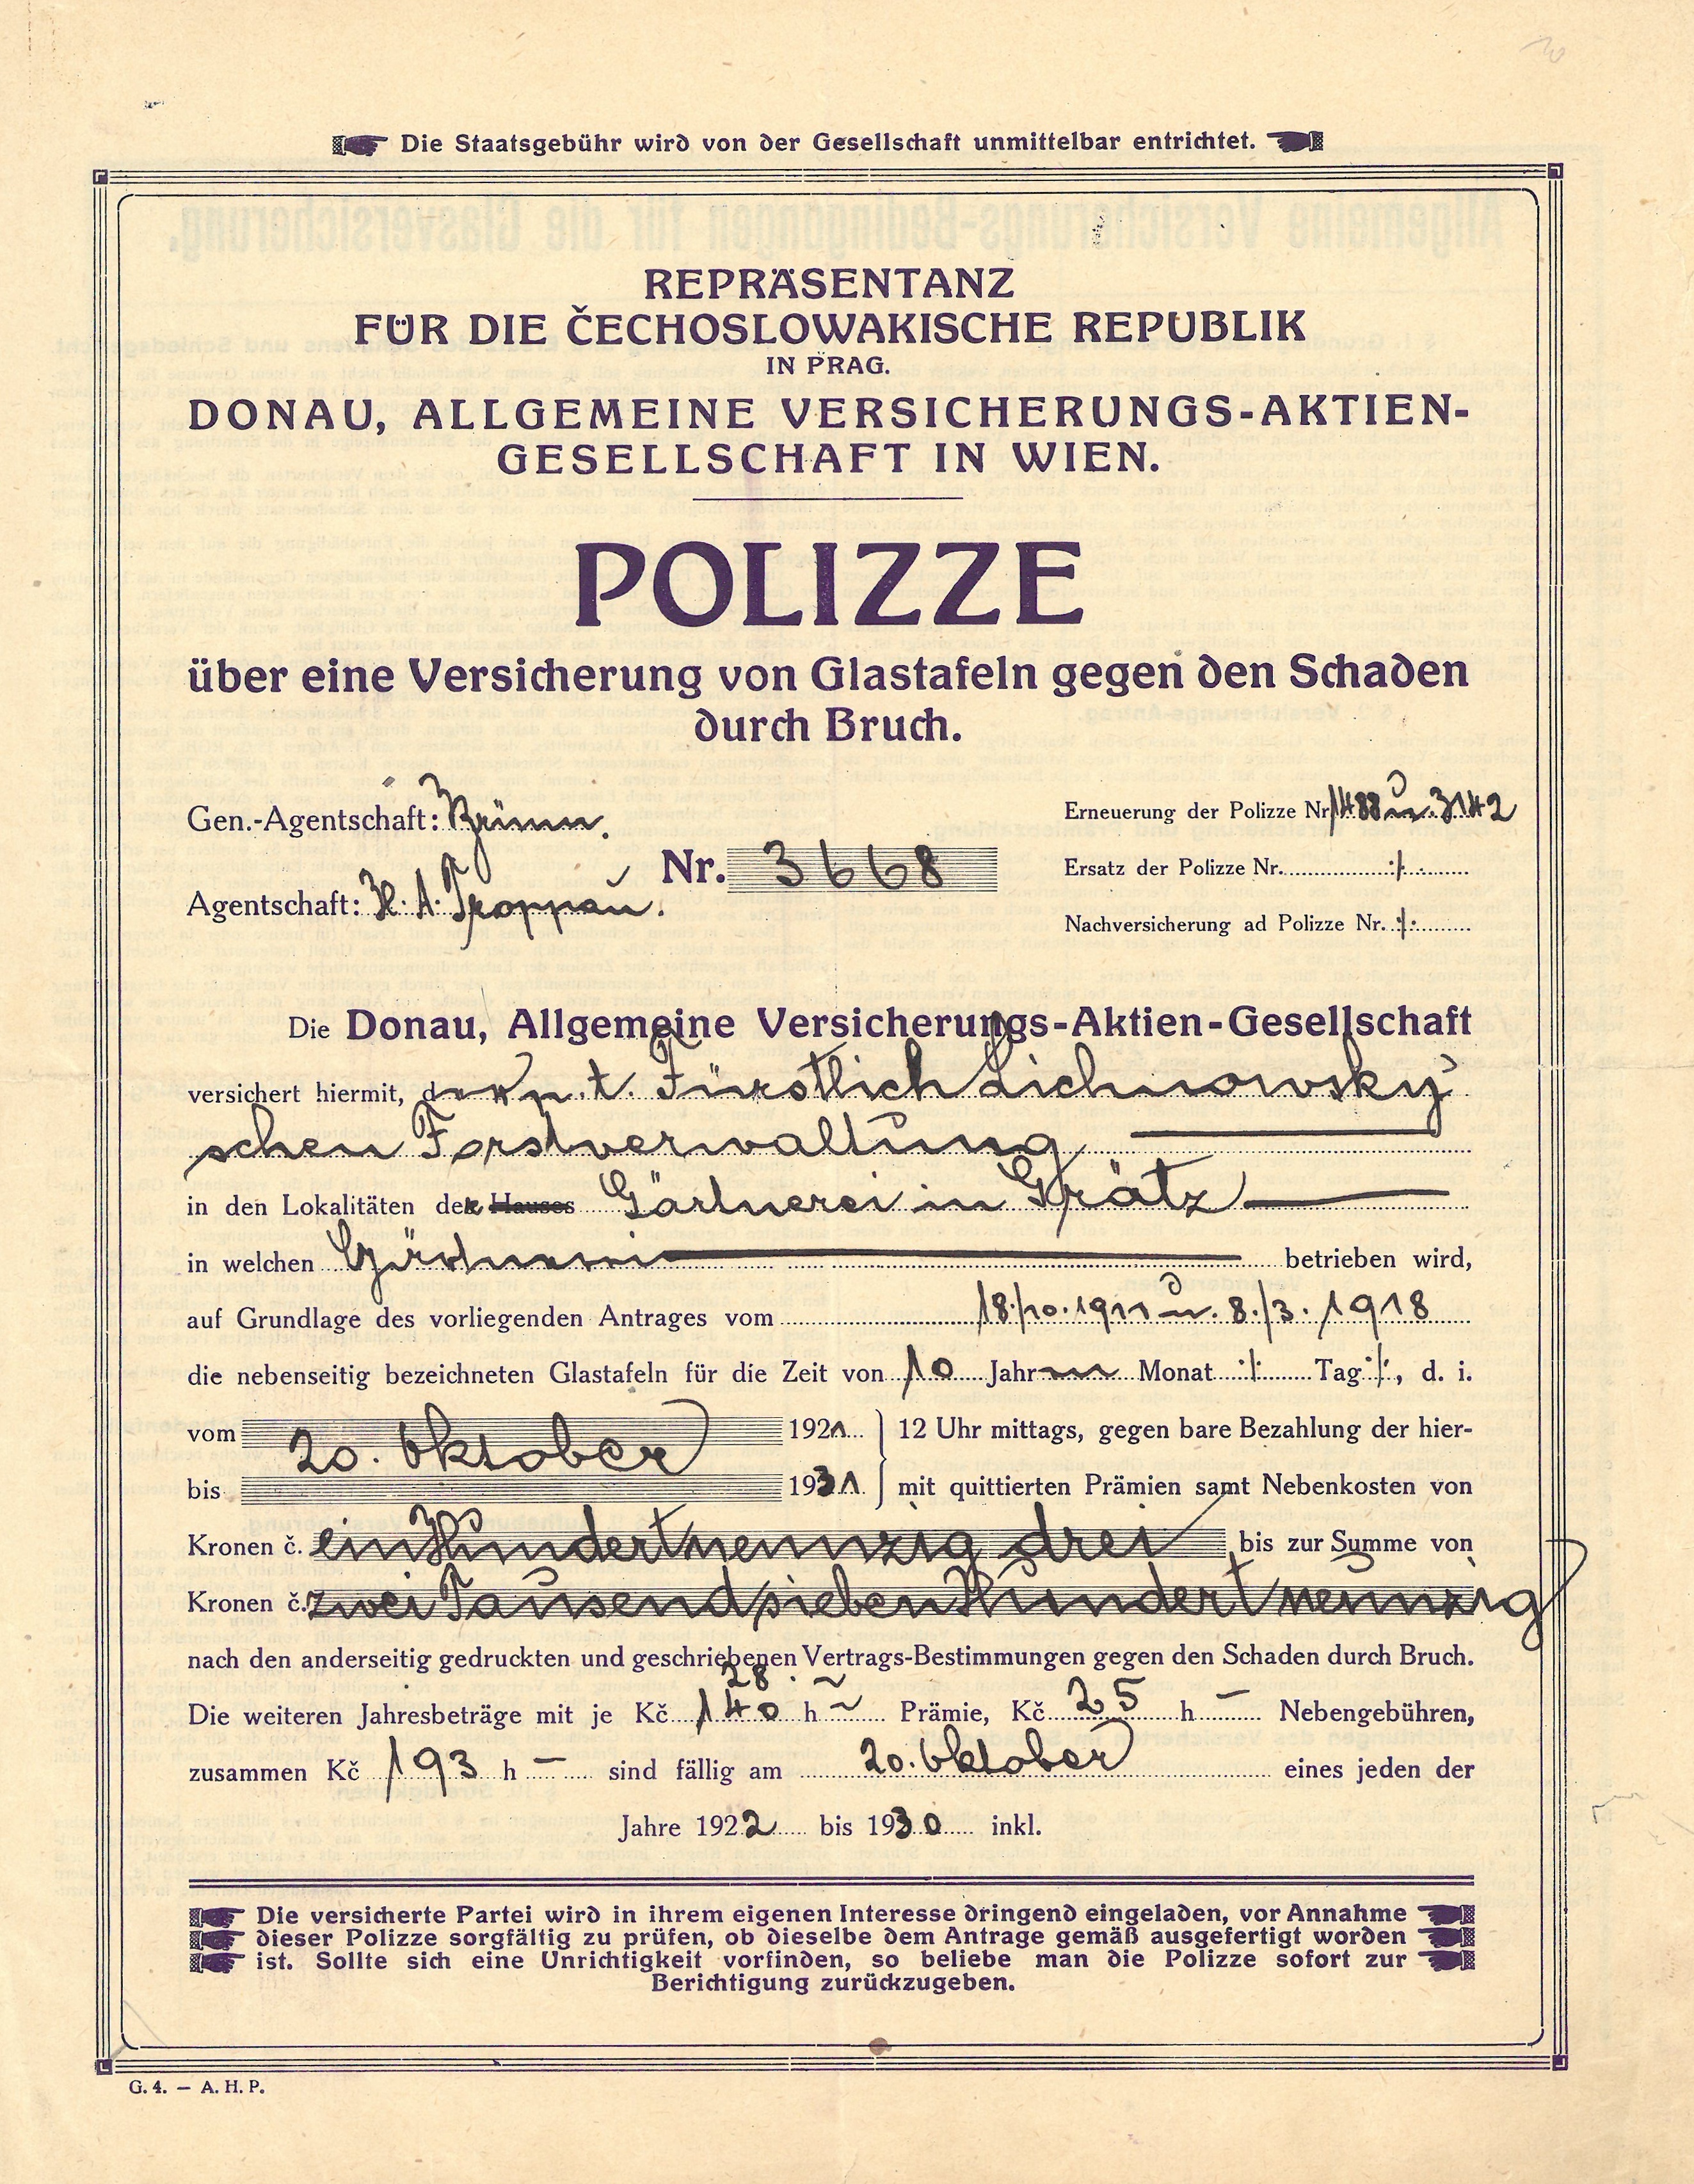 Die Staatsgebühr wird von der Gesellschaft unmittelbar entrichtet.
REPRÄSENTANZ
FÜR DIE ČECHOSLOWAKISCHE REPUBLIK
IN PRAG.
DONAU, ALLGEMEINE VERSICHERUNGS-AKTIEN-
GESELLSCHAFT IN WIEN.
POLIZZE
über eine Versicherung von Glastafeln gegen den Schaden
durch Bruch.
Gen.-Agentschaft: Brünn.
Erneuerung der Polizze Nr. 1488 u. 3142
Nr. 3668
Ersatz der Polizze Nr. ./.
Agentschaft: H. A. Troppau.
Nachversicherung ad Polizze Nr. ./.
Die Donau, Allgemeine Versicherungs-Aktien-Gesellschaft
versichert hiermit, der p. t. Fürstlich Lichnowsky'
schen Forstverwaltung
in den Lokalitäten der Hauses Gärtnerei in Grätz
in welchen Gärtnerei betrieben wird,
auf Grundlage des vorliegenden Antrages vom 18./10. 1911 u. 8./3. 1918
die nebenseitig bezeichneten Glastafeln für die Zeit von 10 Jahren Monat ./. Tag ./., d. i.
vom 20. Oktober 1921 12 Uhr mittags, gegen bare Bezahlung der hier-
bis 1931 mit quittierten Prämien samt Nebenkosten von
Kronen č. einHundertneunzig drei bis zur Summe von
Kronen č. zweiTausendsiebenHundertneunzig
nach den anderseitig gedruckten und geschriebenen Vertrags-Bestimmungen gegen den Schaden durch Bruch.
28. ~
Die weiteren Jahresbeträge mit je Kč 140 h ~ Prämie, Kč 25 h — Nebengebühren,
zusammen Kč 193 h — sind fällig am 20. Oktober eines jeden der
Jahre 1922 bis 1930 inkl.
Die versicherte Partei wird in ihrem eigenen Interesse dringend eingeladen, vor Annahme
dieser Polizze sorgfältig zu prüfen, ob dieselbe dem Antrage gemäß ausgefertigt worden
ist. Sollte sich eine Unrichtigkeit vorfinden, so beliebe man die Polizze sofort zur
Berichtigung zurückzugeben.
G. 4. — A. H. P.